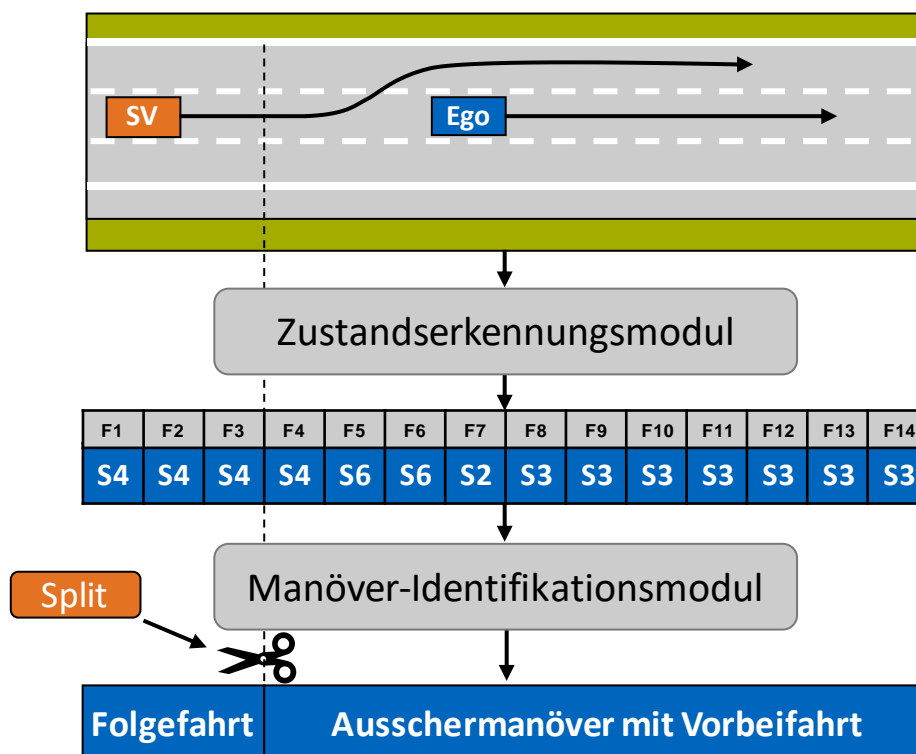 SV
Ego
Zustandserkennungsmodul
F1 F2 F3 F4 F5 F6 F7 F8 F9 F10 F11 F12 F13 F14
S4 S4 S4 S4 S6 S6 S2 S3 S3 S3 S3 S3 S3 S3
Manöver-Identifikationsmodul
Split
Folgefahrt Ausschermanöver mit Vorbeifahrt